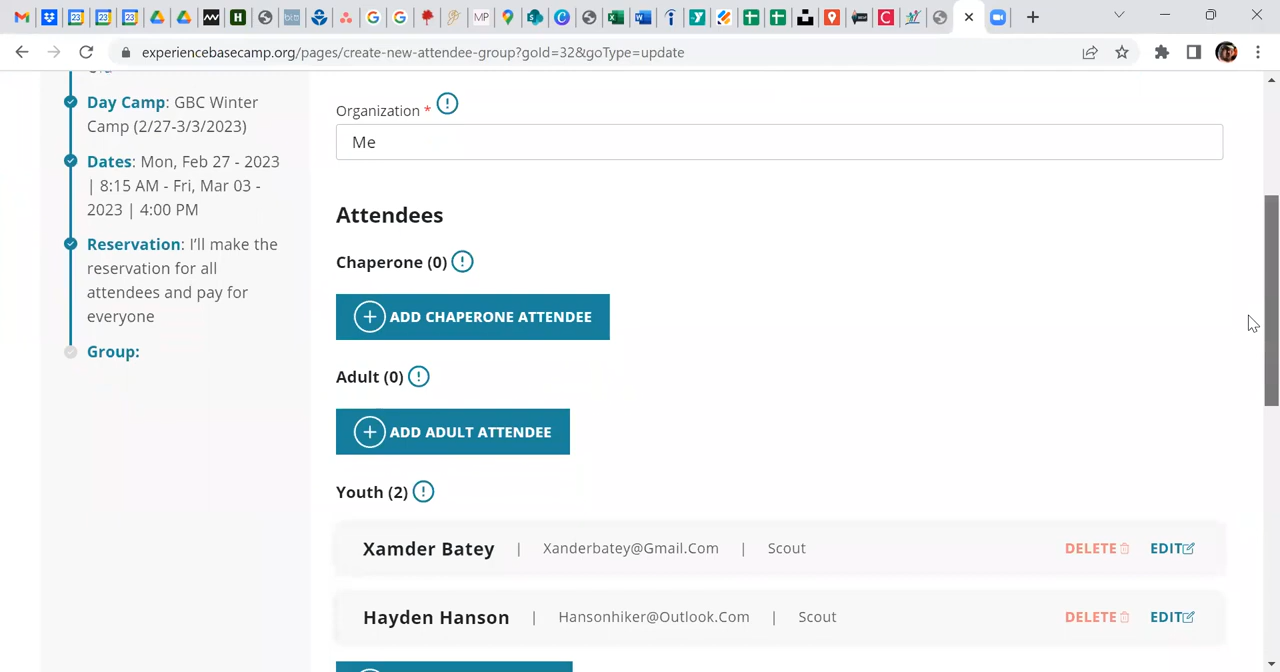 experiencebasecamp.org/pages/create-new-attendee-group?gold=32&goType=update
Day Camp: GBC Winter
Camp (2/27-3/3/2023)
Dates: Mon, Feb 27 - 2023
| 8:15 AM - Fri, Mar 03 -
2023 | 4:00 PM
Reservation: I'll make the
reservation for all
attendees and pay for
everyone
Group:
Organization *
Me
Attendees
Chaperone (0)
ADD CHAPERONE ATTENDEE
Adult (0)
ADD ADULT ATTENDEE
Youth (2)
Xamder Batey | Xanderbatey@Gmail.Com | Scout DELETE EDIT
Hayden Hanson | Hansonhiker@Outlook.Com | Scout DELETE EDIT